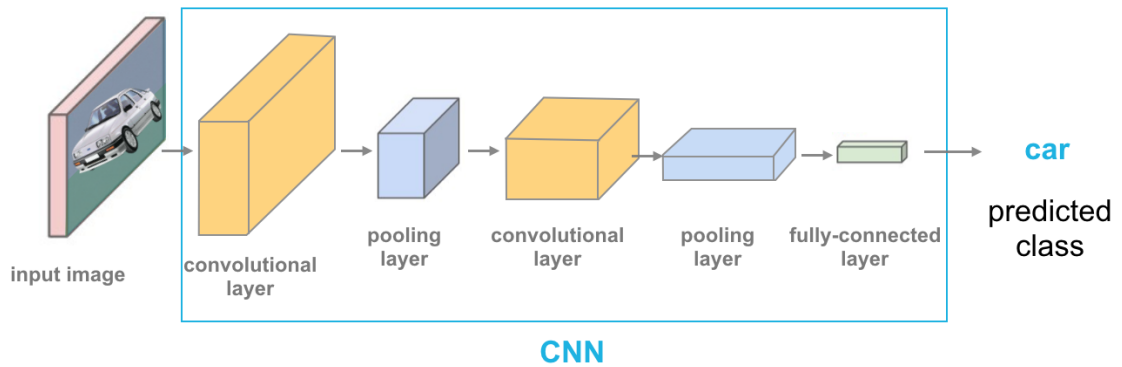 input image
convolutional
layer
pooling
layer
convolutional
layer
pooling
layer
fully-connected
layer
car
predicted
class
CNN